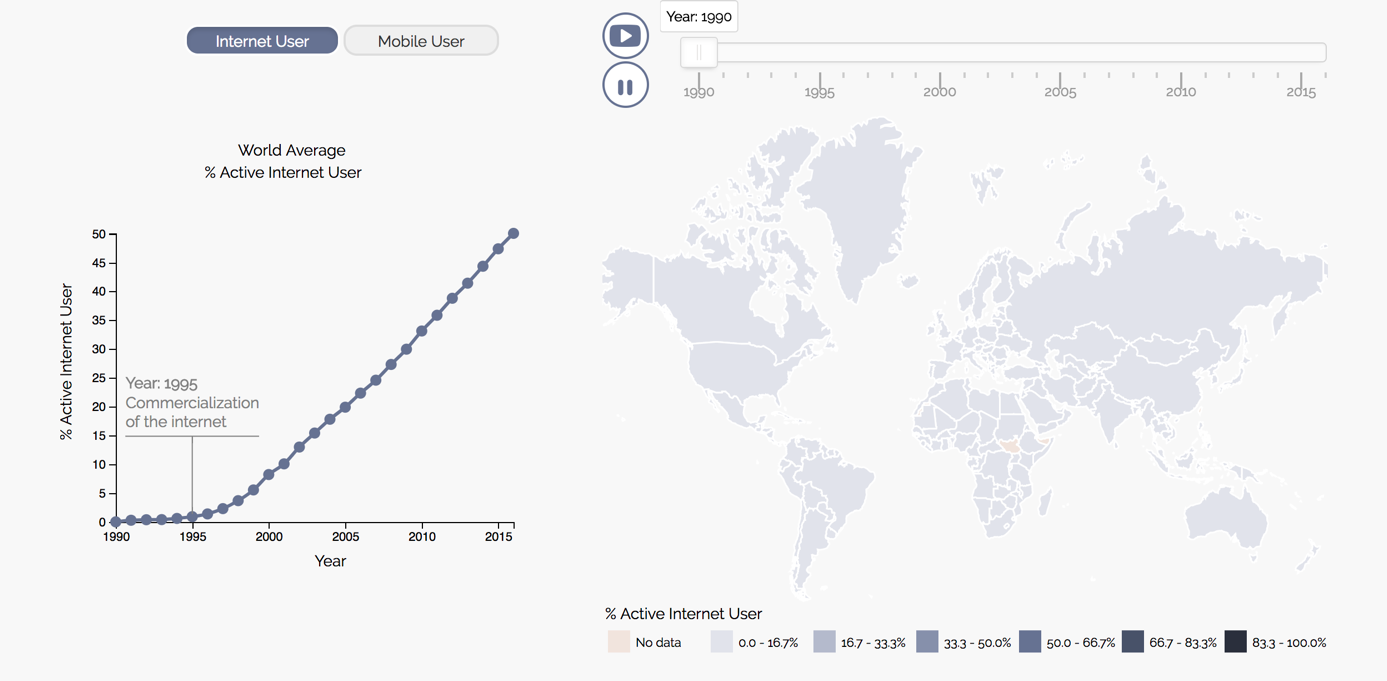 Internet User
Mobile User
Year: 1990
1990 1995 2000 2005 2010 2015
World Average
% Active Internet User
50
45
40
35
30
25
20
15
10
5
0
% Active Internet User
Year: 1995
Commercialization
of the internet
1990 1995 2000 2005 2010 2015
Year
% Active Internet User
No data 0.0 - 16.7% 16.7 - 33.3% 33.3 - 50.0% 50.0 - 66.7% 66.7 - 83.3% 83.3 - 100.0%